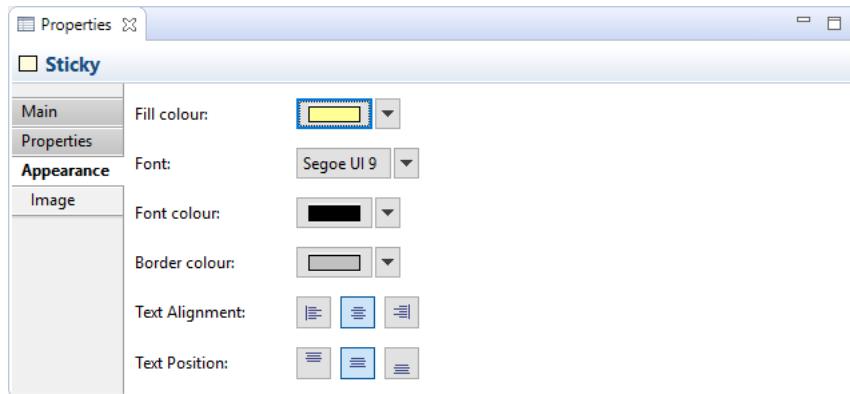 Properties
Sticky
Main
Properties
Appearance
Image
Fill colour:
Font:
Segoe UI 9
Font colour:
Border colour:
Text Alignment:
Text Position: